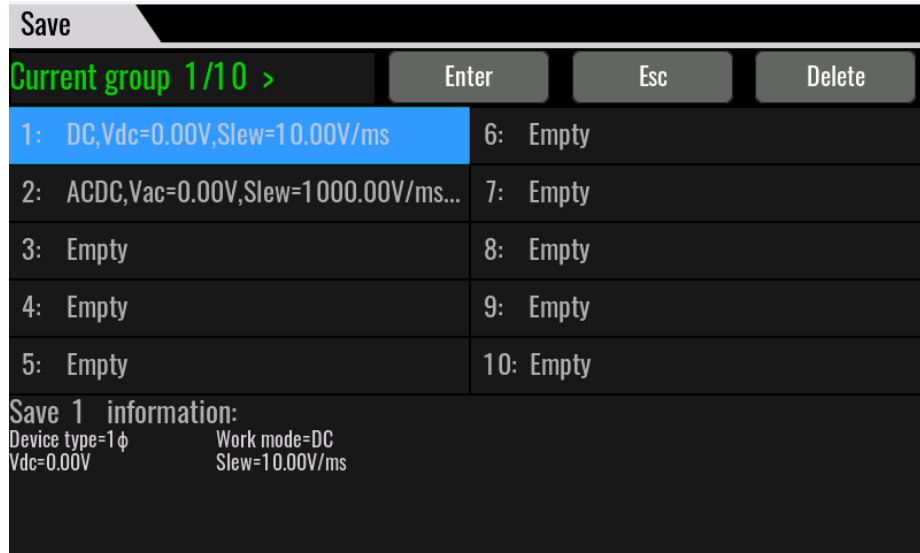 Save
Current group 1/10 > Enter Esc Delete
1: DC,Vdc=0.00V,Slew=10.00V/ms
2: ACDC,Vac=0.00V,Slew=1000.00V/ms...
3: Empty
4: Empty
5: Empty
6: Empty
7: Empty
8: Empty
9: Empty
10: Empty
Save 1 information:
Device type=1ϕ Work mode=DC
Vdc=0.00V Slew=10.00V/ms